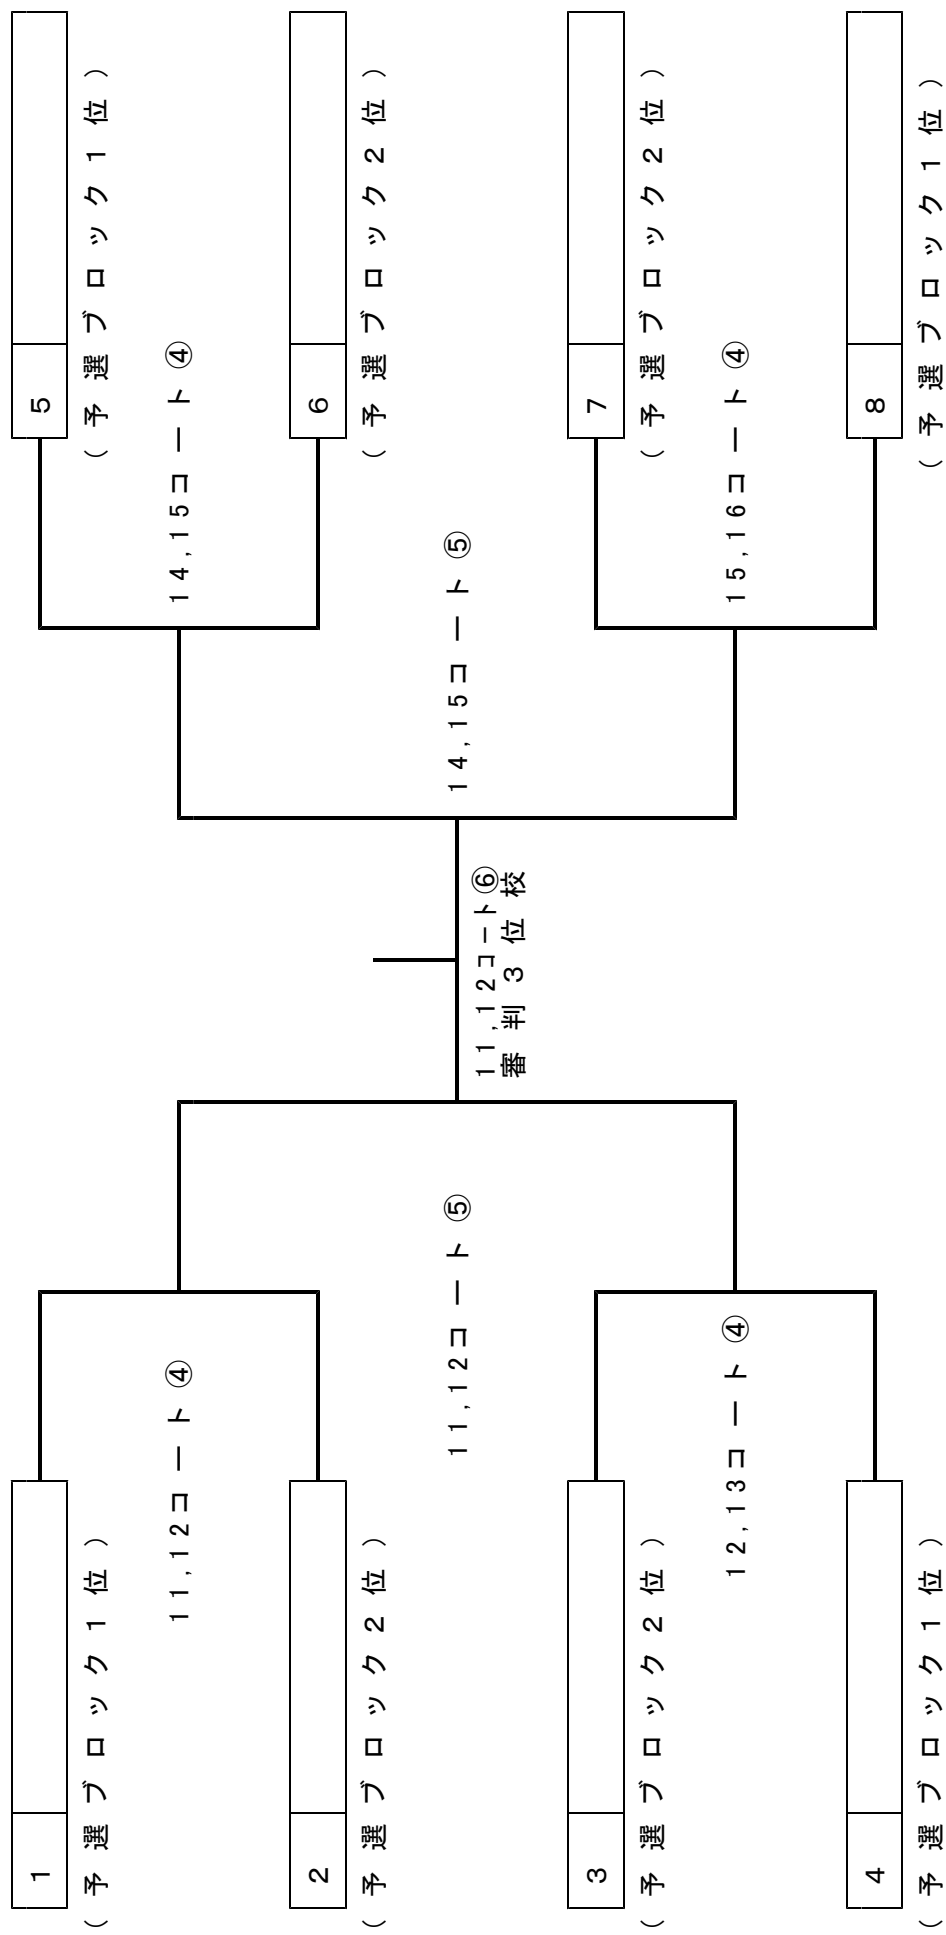 1
(予選ブロック1位)
11,12コート④
2
(予選ブロック2位)
11,12コート⑤
3
(予選ブロック2位)
12,13コート④
4
(予選ブロック1位)
11,12コート⑥
審判3位校
5
(予選ブロック1位)
14,15コート④
6
(予選ブロック2位)
14,15コート⑤
7
(予選ブロック2位)
15,16コート④
8
(予選ブロック1位)